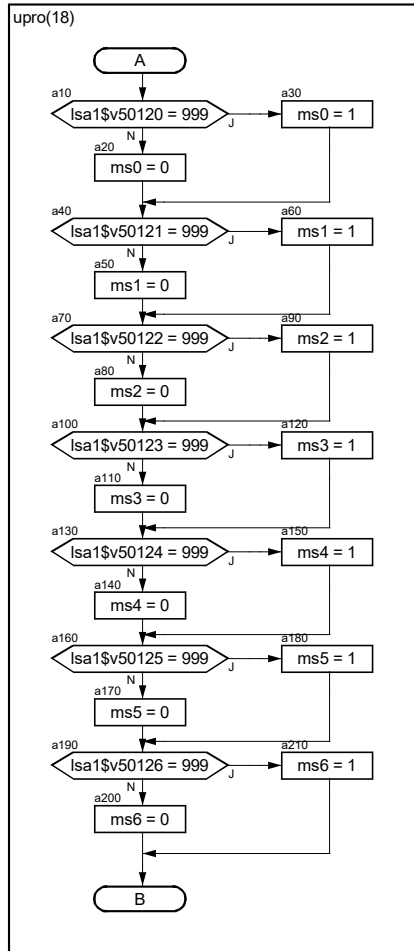 upro(18)
A
a10
lsa1$v50120 = 999
J
a30
ms0 = 1
N
a20
ms0 = 0
a40
lsa1$v50121 = 999
J
a60
ms1 = 1
N
a50
ms1 = 0
a70
lsa1$v50122 = 999
J
a90
ms2 = 1
N
a80
ms2 = 0
a100
lsa1$v50123 = 999
J
a120
ms3 = 1
N
a110
ms3 = 0
a130
lsa1$v50124 = 999
J
a150
ms4 = 1
N
a140
ms4 = 0
a160
lsa1$v50125 = 999
J
a180
ms5 = 1
N
a170
ms5 = 0
a190
lsa1$v50126 = 999
J
a210
ms6 = 1
N
a200
ms6 = 0
B